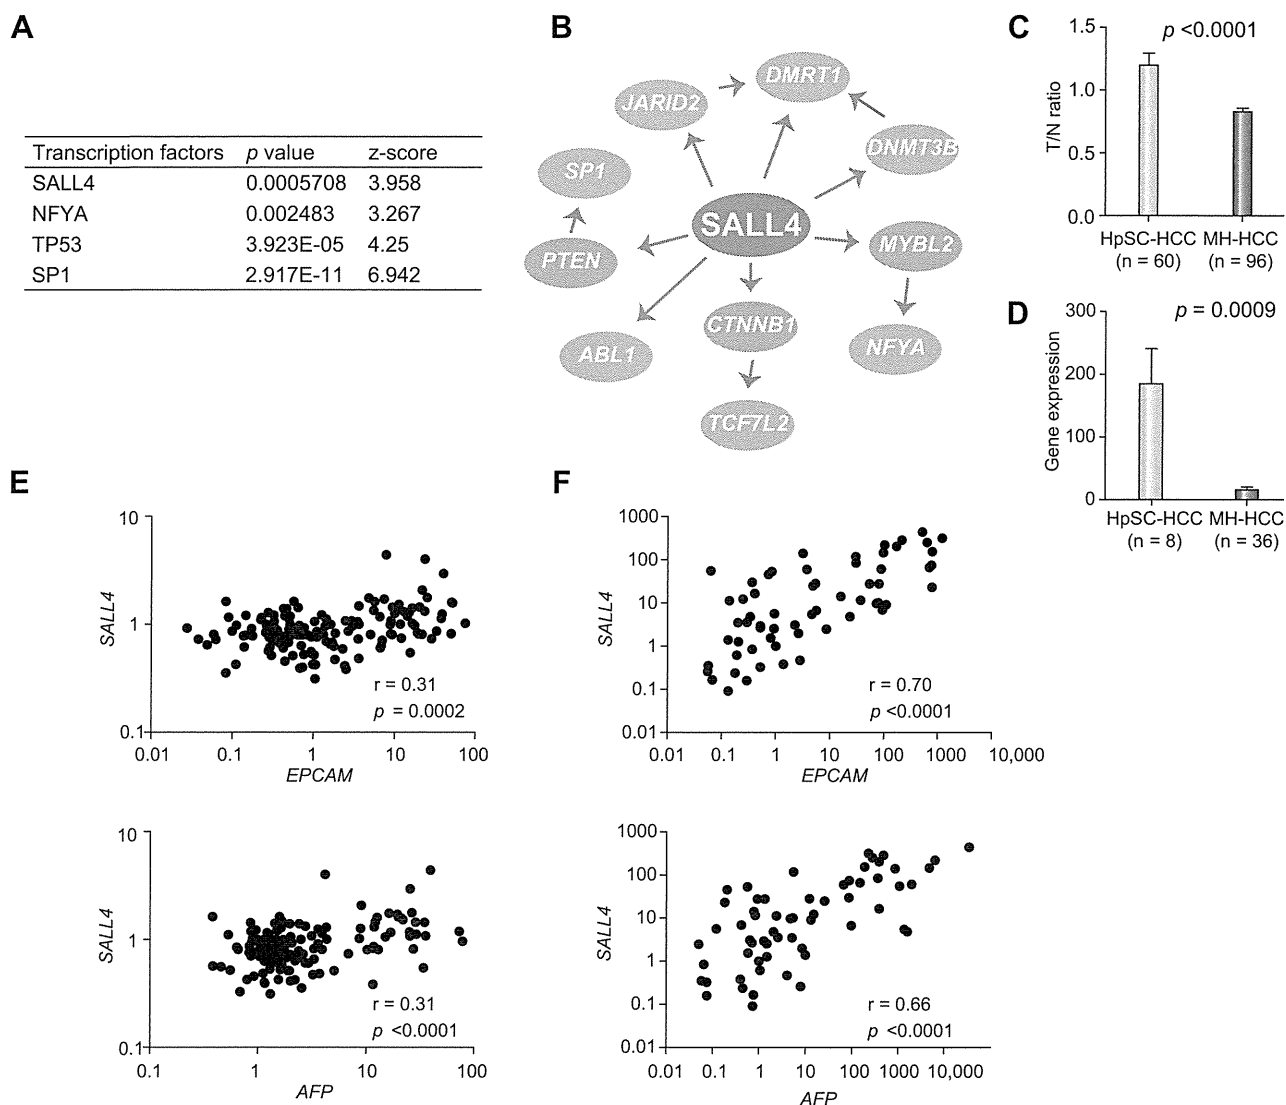 A
Transcription factors p value z-score
SALL4 0.0005708 3.958
NFYA 0.002483 3.267
TP53 3.923E-05 4.25
SP1 2.917E-11 6.942
B
DMRT1
JARID2
DNMT3B
SP1
SALL4
MYBL2
PTEN
CTNNB1
ABL1
NFYA
TCF7L2
C
p <0.0001
T/N ratio
1.5
1.0
0.5
0.0
HpSC-HCC MH-HCC
(n = 60) (n = 96)
D
p = 0.0009
Gene expression
300
200
100
0
HpSC-HCC MH-HCC
(n = 8) (n = 36)
E
SALL4
10
1
0.1
r = 0.31
p = 0.0002
0.01 0.1 1 10 100
EPCAM
SALL4
10
1
0.1
r = 0.31
p <0.0001
0.1 1 10 100
AFP
F
SALL4
1000
100
10
1
0.1
0.01
r = 0.70
p <0.0001
0.01 0.1 1 10 100 1000 10,000
EPCAM
SALL4
1000
100
10
1
0.1
0.01
r = 0.66
p <0.0001
0.01 0.1 1 10 100 1000 10,000
AFP